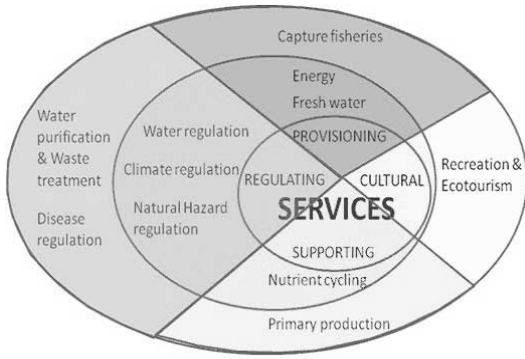 Capture fisheries
Energy
Fresh water
PROVISIONING
Water
purification
& Waste
treatment
Disease
regulation
Water regulation
Climate regulation
Natural Hazard
regulation
REGULATING
CULTURAL
Recreation &
Ecotourism
SERVICES
SUPPORTING
Nutrient cycling
Primary production